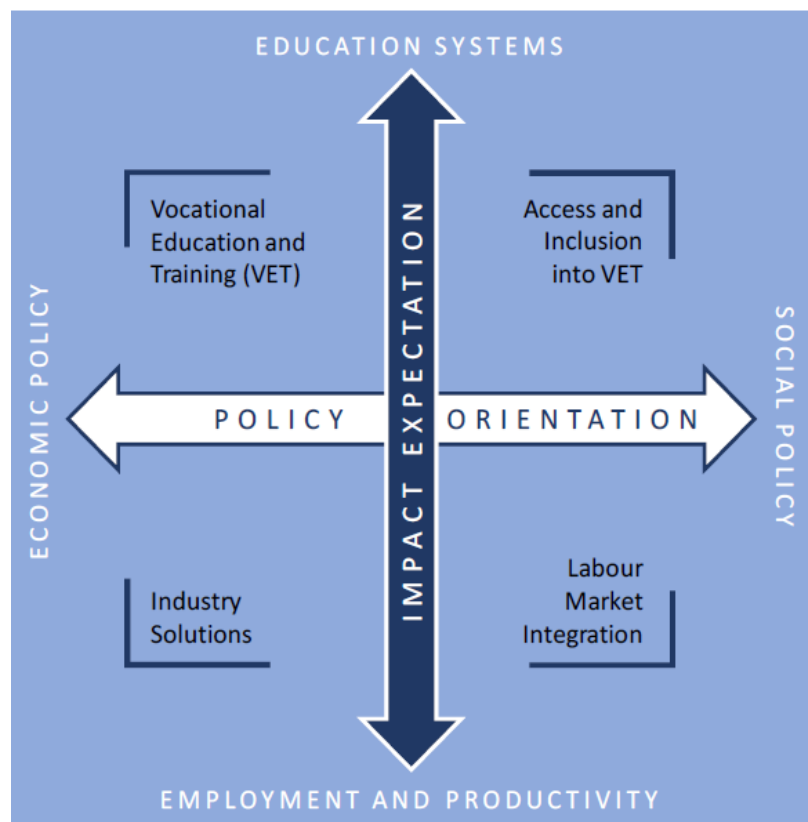 EDUCATION SYSTEMS
Vocational
Education and
Training (VET)
Access and
Inclusion
into VET
ECONOMIC POLICY
POLICY ORIENTATION
IMPACT EXPECTATION
SOCIAL POLICY
Industry
Solutions
Labour
Market
Integration
EMPLOYMENT AND PRODUCTIVITY